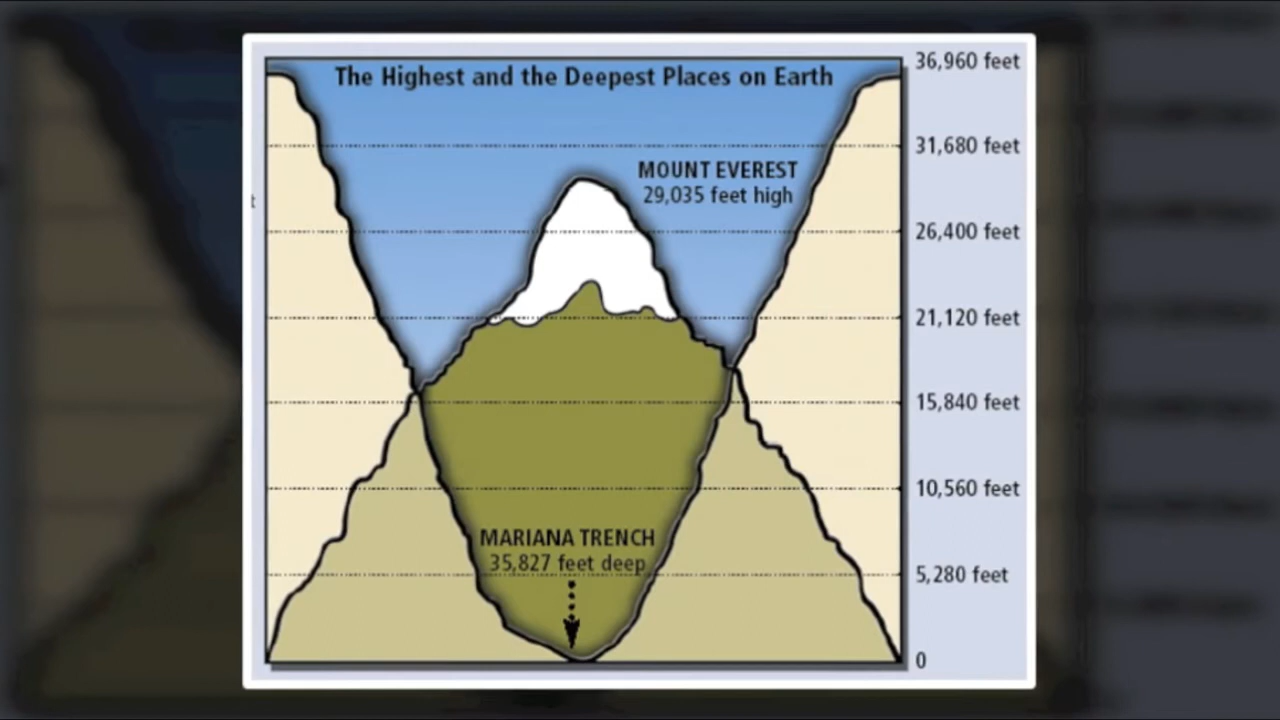 The Highest and the Deepest Places on Earth
36,960 feet
31,680 feet
MOUNT EVEREST
29,035 feet high
26,400 feet
21,120 feet
15,840 feet
10,560 feet
MARIANA TRENCH
35,827 feet deep
5,280 feet
0